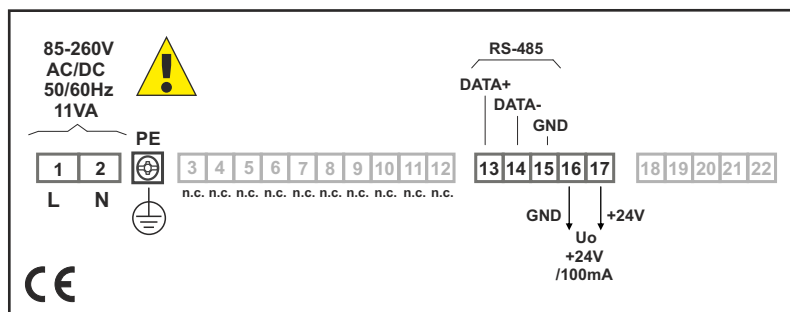 85-260V
AC/DC
50/60Hz
11VA
PE
RS-485
DATA+
DATA-
GND
1 2 3 4 5 6 7 8 9 10 11 12 13 14 15 16 17 18 19 20 21 22
L N
n.c. n.c. n.c. n.c. n.c. n.c. n.c. n.c. n.c. n.c.
GND +24V
Uo
+24V
/100mA
CE